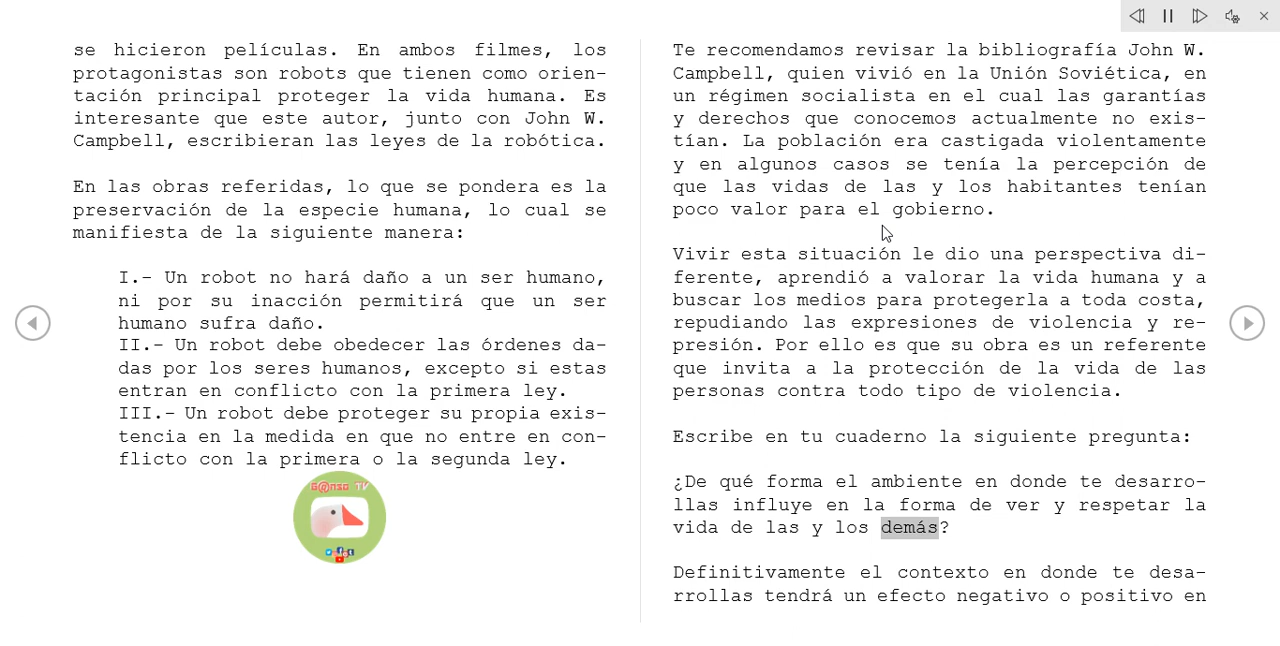 se hicieron películas. En ambos filmes, los
protagonistas son robots que tienen como orien-
tación principal proteger la vida humana. Es
interesante que este autor, junto con John W.
Campbell, escribieran las leyes de la robótica.
En las obras referidas, lo que se pondera es la
preservación de la especie humana, lo cual se
manifiesta de la siguiente manera:
I.- Un robot no hará daño a un ser humano,
ni por su inacción permitirá que un ser
humano sufra daño.
II.- Un robot debe obedecer las órdenes da-
das por los seres humanos, excepto si estas
entran en conflicto con la primera ley.
III.- Un robot debe proteger su propia exis-
tencia en la medida en que no entre en con-
flicto con la primera o la segunda ley.
G@nso TV
Te recomendamos revisar la bibliografía John W.
Campbell, quien vivió en la Unión Soviética, en
un régimen socialista en el cual las garantías
y derechos que conocemos actualmente no exis-
tían. La población era castigada violentamente
y en algunos casos se tenía la percepción de
que las vidas de las y los habitantes tenían
poco valor para el gobierno.
Vivir esta situación le dio una perspectiva di-
ferente, aprendió a valorar la vida humana y a
buscar los medios para protegerla a toda costa,
repudiando las expresiones de violencia y re-
presión. Por ello es que su obra es un referente
que invita a la protección de la vida de las
personas contra todo tipo de violencia.
Escribe en tu cuaderno la siguiente pregunta:
¿De qué forma el ambiente en donde te desarro-
llas influye en la forma de ver y respetar la
vida de las y los demás?
Definitivamente el contexto en donde te desa-
rrollas tendrá un efecto negativo o positivo en